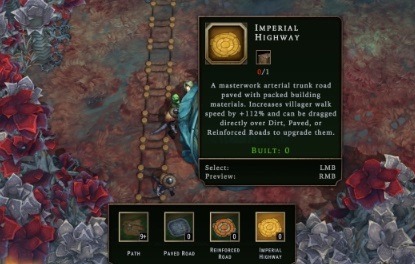 Imperial
Highway
0/1
A masterwork arterial trunk road
paved with packed building
materials. Increases villager walk
speed by +112% and can be dragged
directly over Dirt, Paved, or
Reinforced Roads to upgrade them.
Built: 0
Select: LMB
Preview: RMB
9+ 0 0 0
Path Paved Road Reinforced Road Imperial Highway